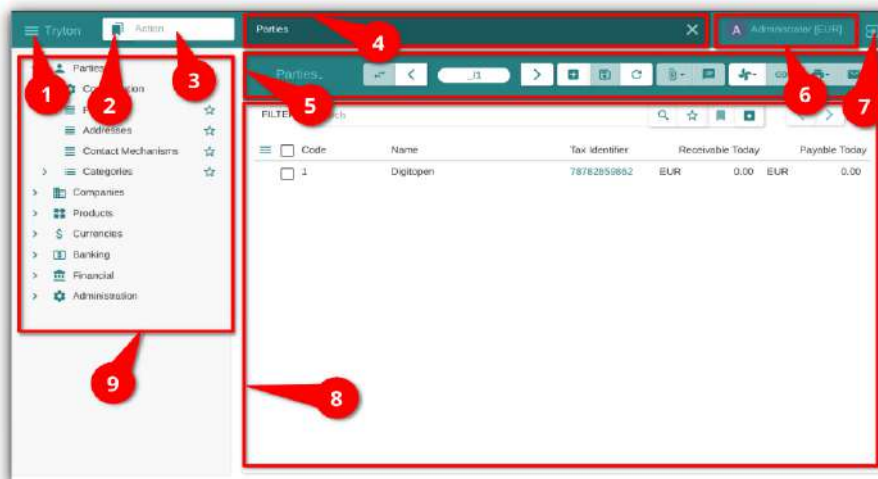 Tryton
Action
Parties
A Administrator [EUR]
1
2
3
4
5
6
7
Parties
Parties
_/1
Addresses
Contact Mechanisms
Categories
Companies
Products
Currencies
Banking
Financial
Administration
9
Code Name Tax Identifier Receivable Today Payable Today
1 Digitopen 78782859862 EUR 0.00 EUR 0.00
8